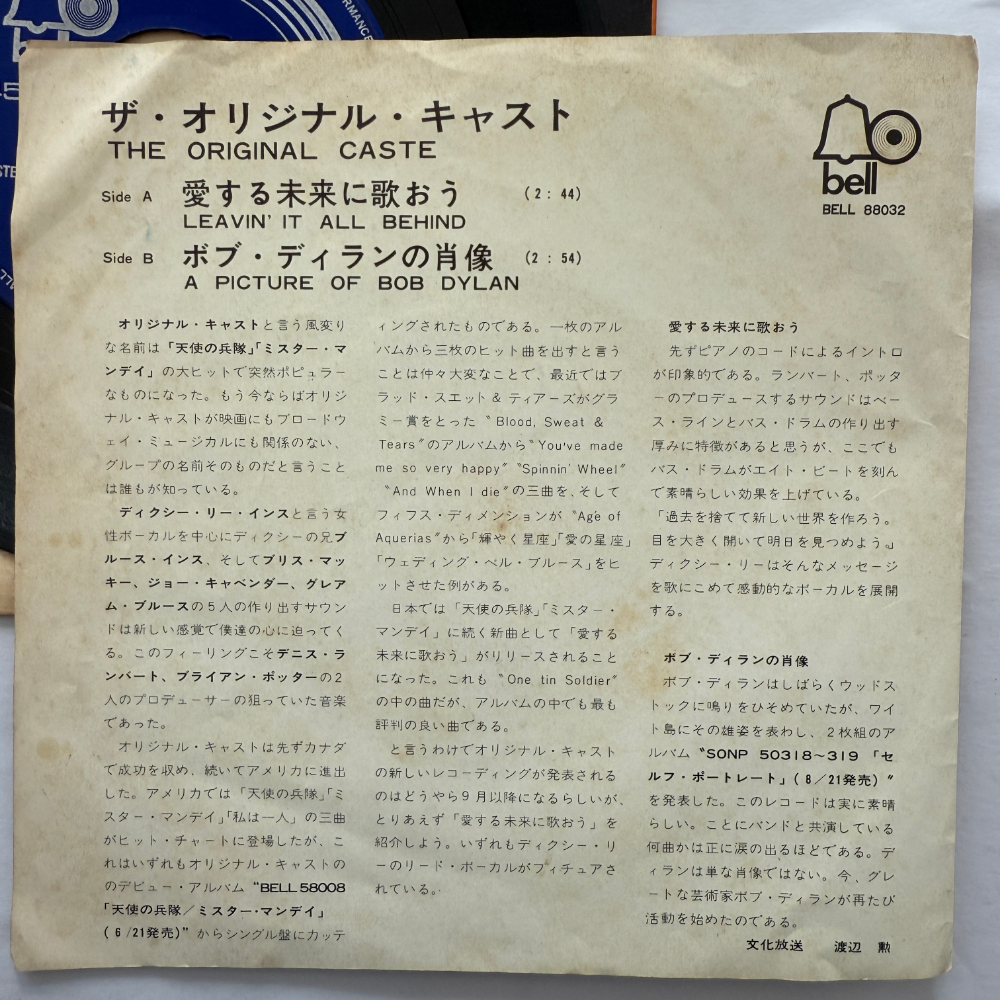 ザ・オリジナル・キャスト
THE ORIGINAL CASTE
Side A 愛する未来に歌おう (2:44)
LEAVIN' IT ALL BEHIND
Side B ボブ・ディランの肖像 (2:54)
A PICTURE OF BOB DYLAN
bell
BELL 88032
オリジナル・キャストと言う風変り
な名前は「天使の兵隊」「ミスター・マ
ンデイ」の大ヒットで突然ポピュラー
なものになった。もう今ならばオリジ
ナル・キャストが映画にもブロードウ
ェイ・ミュージカルにも関係のない、
グループの名前そのものだと言うこと
は誰もが知っている。
ディクシー・リー・インスと言う女
性ボーカルを中心にディクシーの兄ブ
ルース・インス、そしてブリス・マッ
キー、ジョー・キャベンダー、グレア
ム・ブルースの5人の作り出すサウン
ドは新しい感覚で僕達の心に迫ってく
る。このフィーリングこそデニス・ラ
ンバート、ブライアン・ポッターの2
人のプロデューサーの狙っていた音楽
であった。
オリジナル・キャストは先ずカナダ
で成功を収め、続いてアメリカに進出
した。アメリカでは「天使の兵隊」「ミ
スター・マンデイ」「私は一人」の三曲
がヒット・チャートに登場したが、こ
れはいずれもオリジナル・キャストの
のデビュー・アルバム "BELL 58008
「天使の兵隊/ミスター・マンデイ」
(6/21発売)" からシングル盤にカッテ
ィングされたものである。一枚のアル
バムから三枚のヒット曲を出すと言う
ことは仲々大変なことで、最近ではブ
ラッド・スエット & ティアーズがグラ
ミー賞をとった "Blood, Sweat &
Tears" のアルバムから "You've made
me so very happy" "Spinnin' Wheel"
"And When I die" の三曲を、そして
フィフス・ディメンションが "Age of
Aquerias" から「輝やく星座」「愛の星座」
「ウェディング・ベル・ブルース」をヒ
ットさせた例がある。
日本では「天使の兵隊」「ミスター・
マンデイ」に続く新曲として「愛する
未来に歌おう」がリリースされること
になった。これも "One tin Soldier"
の中の曲だが、アルバムの中でも最も
評判の良い曲である。
と言うわけでオリジナル・キャスト
の新しいレコーディングが発表される
のはどうやら9月以降になるらしいが、
とりあえず「愛する未来に歌おう」を
紹介しよう。いずれもディクシー・リ
ーのリード・ボーカルがフィチュアさ
れている。
愛する未来に歌おう
先ずピアノのコードによるイントロ
が印象的である。ランバート、ポッタ
ーのプロデュースするサウンドはベー
ス・ラインとバス・ドラムの作り出す
厚みに特徴があると思うが、ここでも
バス・ドラムがエイト・ビートを刻ん
で素晴らしい効果を上げている。
「過去を捨てて新しい世界を作ろう。
目を大きく開いて明日を見つめよう。」
ディクシー・リーはそんなメッセージ
を歌にこめて感動的なボーカルを展開
する。
ボブ・ディランの肖像
ボブ・ディランはしばらくウッドス
トックに鳴りをひそめていたが、ワイ
ト島にその雄姿を表わし、2枚組のア
ルバム "SONP 50318〜319 「セ
ルフ・ポートレート」(8/21発売)"
を発表した。このレコードは実に素晴
らしい。ことにバンドと共演している
何曲かは正に涙の出るほどである。デ
ィランは単な肖像ではない。今、グレ
ートな芸術家ボブ・ディランが再たび
活動を始めたのである。
文化放送 渡辺 勲